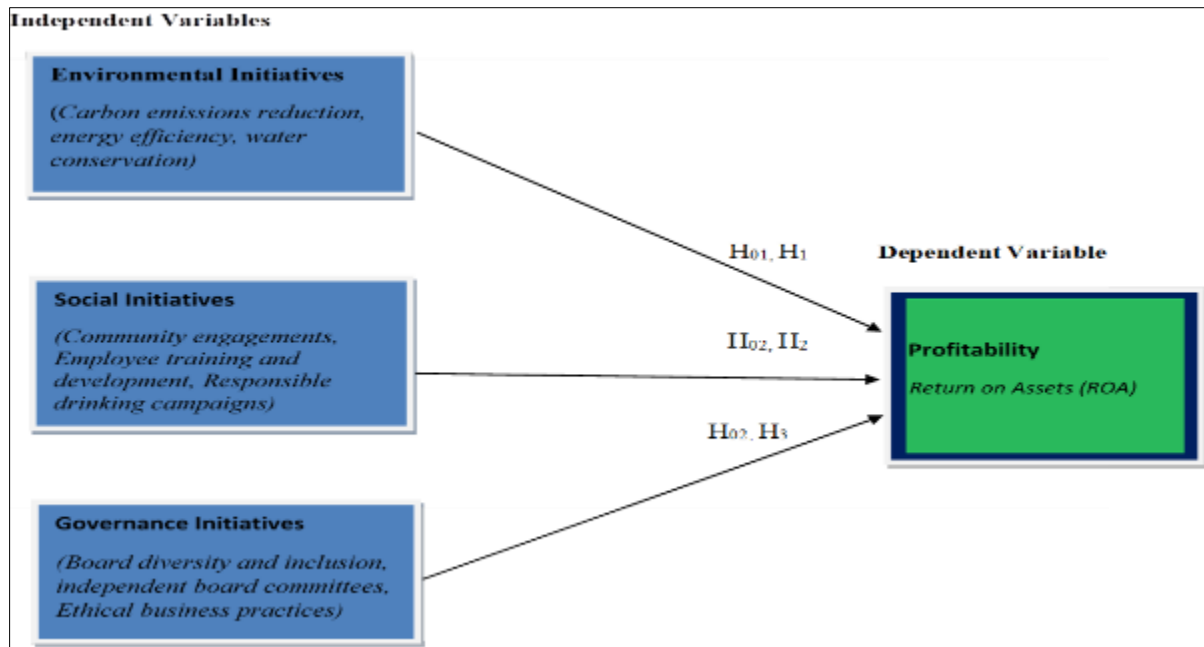 Independent Variables
Environmental Initiatives
(Carbon emissions reduction,
energy efficiency, water
conservation)
H01, H1
Dependent Variable
Social Initiatives
(Community engagements,
Employee training and
development, Responsible
drinking campaigns)
H02, H2
Profitability
Return on Assets (ROA)
H02, H3
Governance Initiatives
(Board diversity and inclusion,
independent board committees,
Ethical business practices)